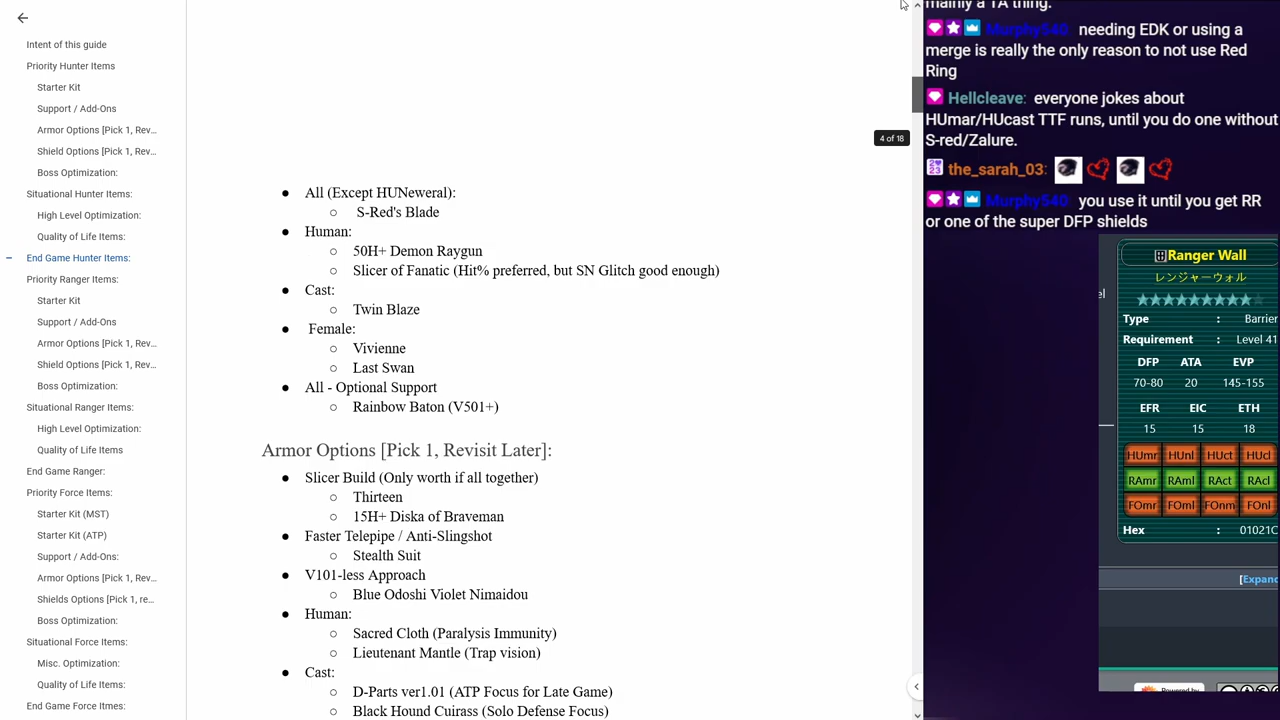 Intent of this guide
Priority Hunter Items
Starter Kit
Support / Add-Ons
Armor Options [Pick 1, Rev...
Shield Options [Pick 1, Rev...
Boss Optimization:
Situational Hunter Items:
High Level Optimization:
Quality of Life Items:
End Game Hunter Items:
Priority Ranger Items:
Starter Kit
Support / Add-Ons
Armor Options [Pick 1, Rev...
Shield Options [Pick 1, Rev...
Boss Optimization:
Situational Ranger Items:
High Level Optimization:
Quality of Life Items
End Game Ranger:
Priority Force Items:
Starter Kit (MST)
Starter Kit (ATP)
Support / Add-Ons:
Armor Options [Pick 1, Rev...
Shields Options [Pick 1, re...
Boss Optimization:
Situational Force Items:
Misc. Optimization:
Quality of Life Items:
End Game Force Itmes:
4 of 18
● All (Except HUNeweral):
○ S-Red's Blade
● Human:
○ 50H+ Demon Raygun
○ Slicer of Fanatic (Hit% preferred, but SN Glitch good enough)
● Cast:
○ Twin Blaze
● Female:
○ Vivienne
○ Last Swan
● All - Optional Support
○ Rainbow Baton (V501+)
Armor Options [Pick 1, Revisit Later]:
● Slicer Build (Only worth if all together)
○ Thirteen
○ 15H+ Diska of Braveman
● Faster Telepipe / Anti-Slingshot
○ Stealth Suit
● V101-less Approach
○ Blue Odoshi Violet Nimaidou
● Human:
○ Sacred Cloth (Paralysis Immunity)
○ Lieutenant Mantle (Trap vision)
● Cast:
○ D-Parts ver1.01 (ATP Focus for Late Game)
○ Black Hound Cuirass (Solo Defense Focus)
mainly a TA thing.
Murphy540 needing EDK or using a
merge is really the only reason to not use Red
Ring
Hellcleave: everyone jokes about
HUmar/HUcast TTF runs, until you do one without
S-red/Zalure.
the_sarah_03:
Murphy540 you use it until you get RR
or one of the super DFP shields
el
Ranger Wall
レンジャーウォル
★★★★★★★★★★
Type : Barrier
Requirement : Level 41
DFP ATA EVP
70-80 20 145-155
EFR EIC ETH
15 15 18
HUmr HUnl HUct HUcl
RAmr RAml RAct RAcl
FOmr FOml FOnm FOnl
Hex : 01021C
[Expand
Powered by